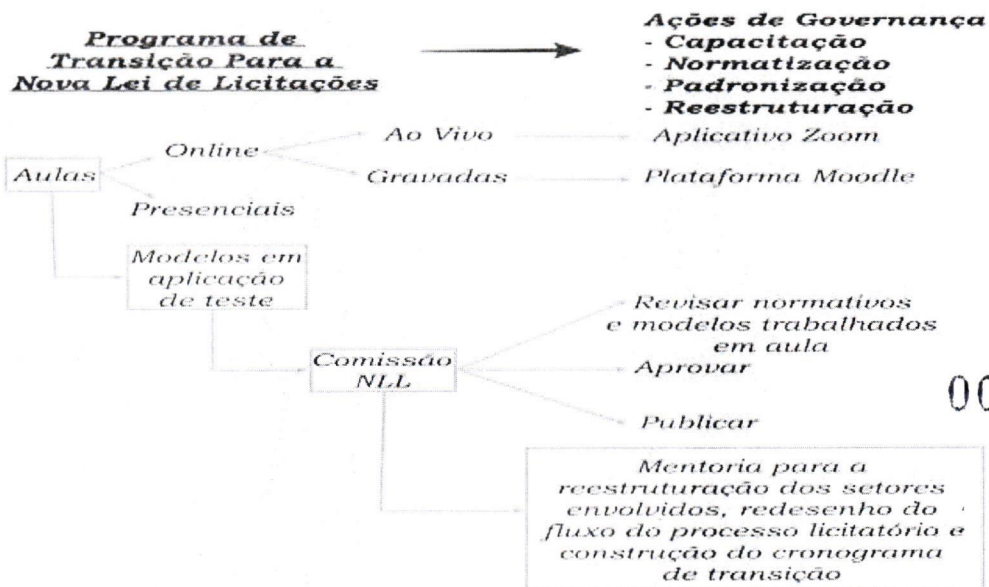 Programa de
Transição Para a
Nova Lei de Licitações
Ações de Governança
- Capacitação
- Normatização
- Padronização
- Reestruturação
Aulas
Online
Presenciais
Ao Vivo
Gravadas
Aplicativo Zoom
Plataforma Moodle
Modelos em
aplicação
de teste
Comissão
NLL
Revisar normativos
e modelos trabalhados
em aula
Aprovar
Publicar
00
Mentoria para a
reestruturação dos setores
envolvidos, redesenho do
fluxo do processo licitatório e
construção do cronograma
de transição